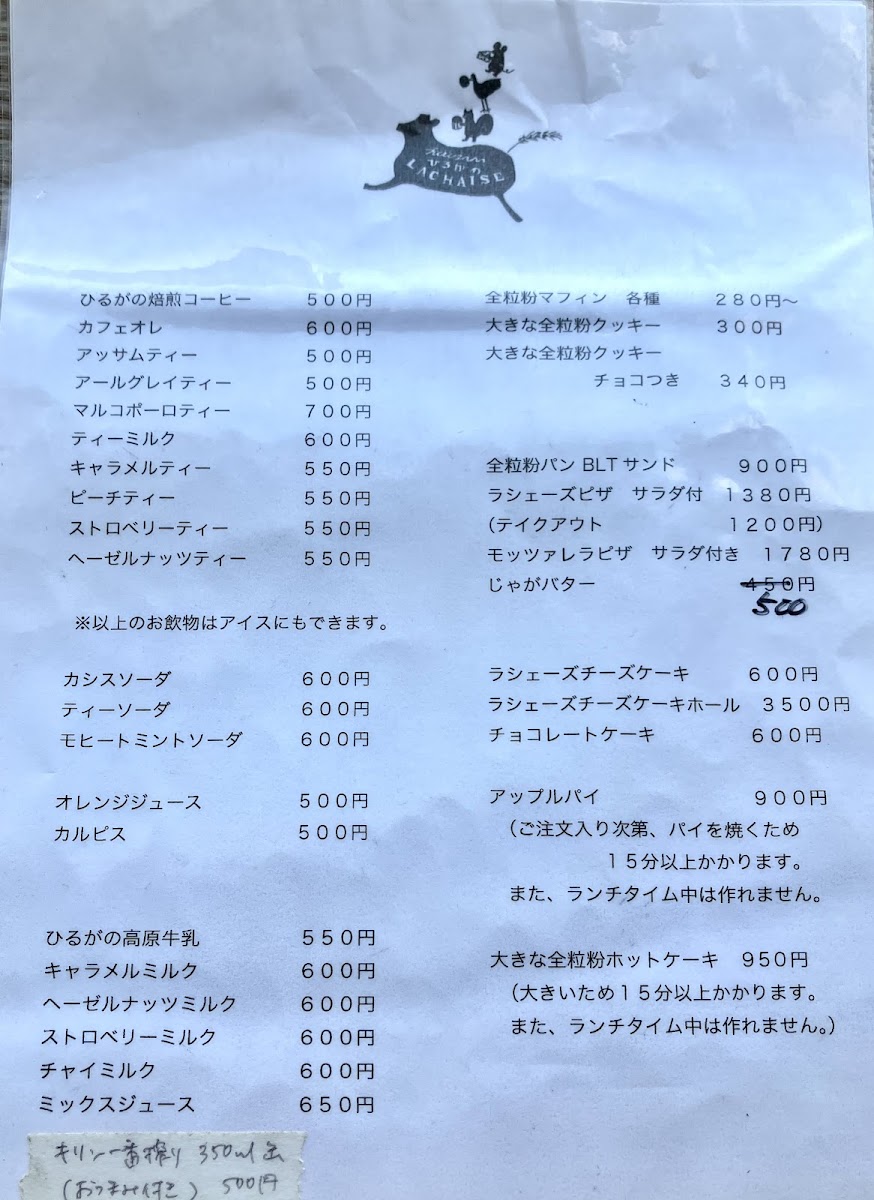 ひるがの
LACHAISE
ひるがの焙煎コーヒー 500円
カフェオレ 600円
アッサムティー 500円
アールグレイティー 500円
マルコポーロティー 700円
ティーミルク 600円
キャラメルティー 550円
ピーチティー 550円
ストロベリーティー 550円
ヘーゼルナッツティー 550円
※以上のお飲物はアイスにもできます。
カシスソーダ 600円
ティーソーダ 600円
モヒートミントソーダ 600円
オレンジジュース 500円
カルピス 500円
ひるがの高原牛乳 550円
キャラメルミルク 600円
ヘーゼルナッツミルク 600円
ストロベリーミルク 600円
チャイミルク 600円
ミックスジュース 650円
キリン一番搾り 350ml缶
(おつまみ付き) 500円
全粒粉マフィン 各種 280円〜
大きな全粒粉クッキー 300円
大きな全粒粉クッキー
チョコつき 340円
全粒粉パン BLTサンド 900円
ラシェーズピザ サラダ付 1380円
(テイクアウト 1200円)
モッツァレラピザ サラダ付き 1780円
じゃがバター 450円
500
ラシェーズチーズケーキ 600円
ラシェーズチーズケーキホール 3500円
チョコレートケーキ 600円
アップルパイ 900円
(ご注文入り次第、パイを焼くため
15分以上かかります。
また、ランチタイム中は作れません。
大きな全粒粉ホットケーキ 950円
(大きいため15分以上かかります。
また、ランチタイム中は作れません。)